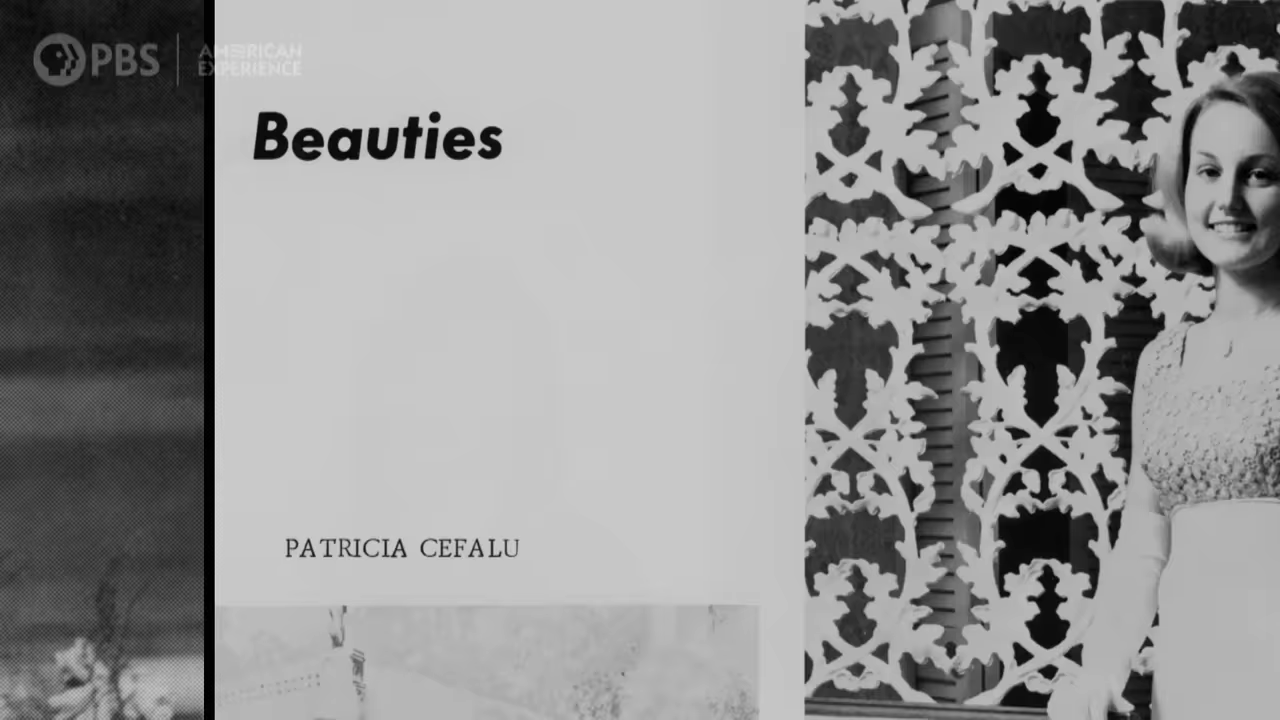 PBS
AMERICAN
EXPERIENCE
Beauties
PATRICIA CEFALU